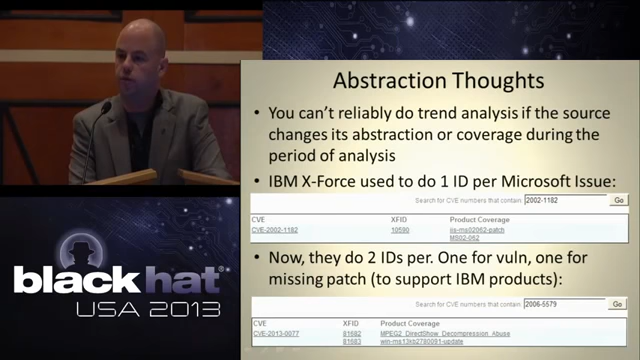 Abstraction Thoughts
• You can't reliably do trend analysis if the source
changes its abstraction or coverage during the
period of analysis
• IBM X-Force used to do 1 ID per Microsoft Issue:
Search for CVE numbers that contain: 2002-1182 Go
CVE XFID Product Coverage
CVE-2002-1182 10590 iis-ms02062-patch
MS02-062
• Now, they do 2 IDs per. One for vuln, one for
missing patch (to support IBM products):
Search for CVE numbers that contain: 2006-5579 Go
CVE XFID Product Coverage
CVE-2013-0077 81682 MPEG2_DirectShow_Decompression_Abuse
81683 win-ms13kb2780091-update
black hat
USA 2013